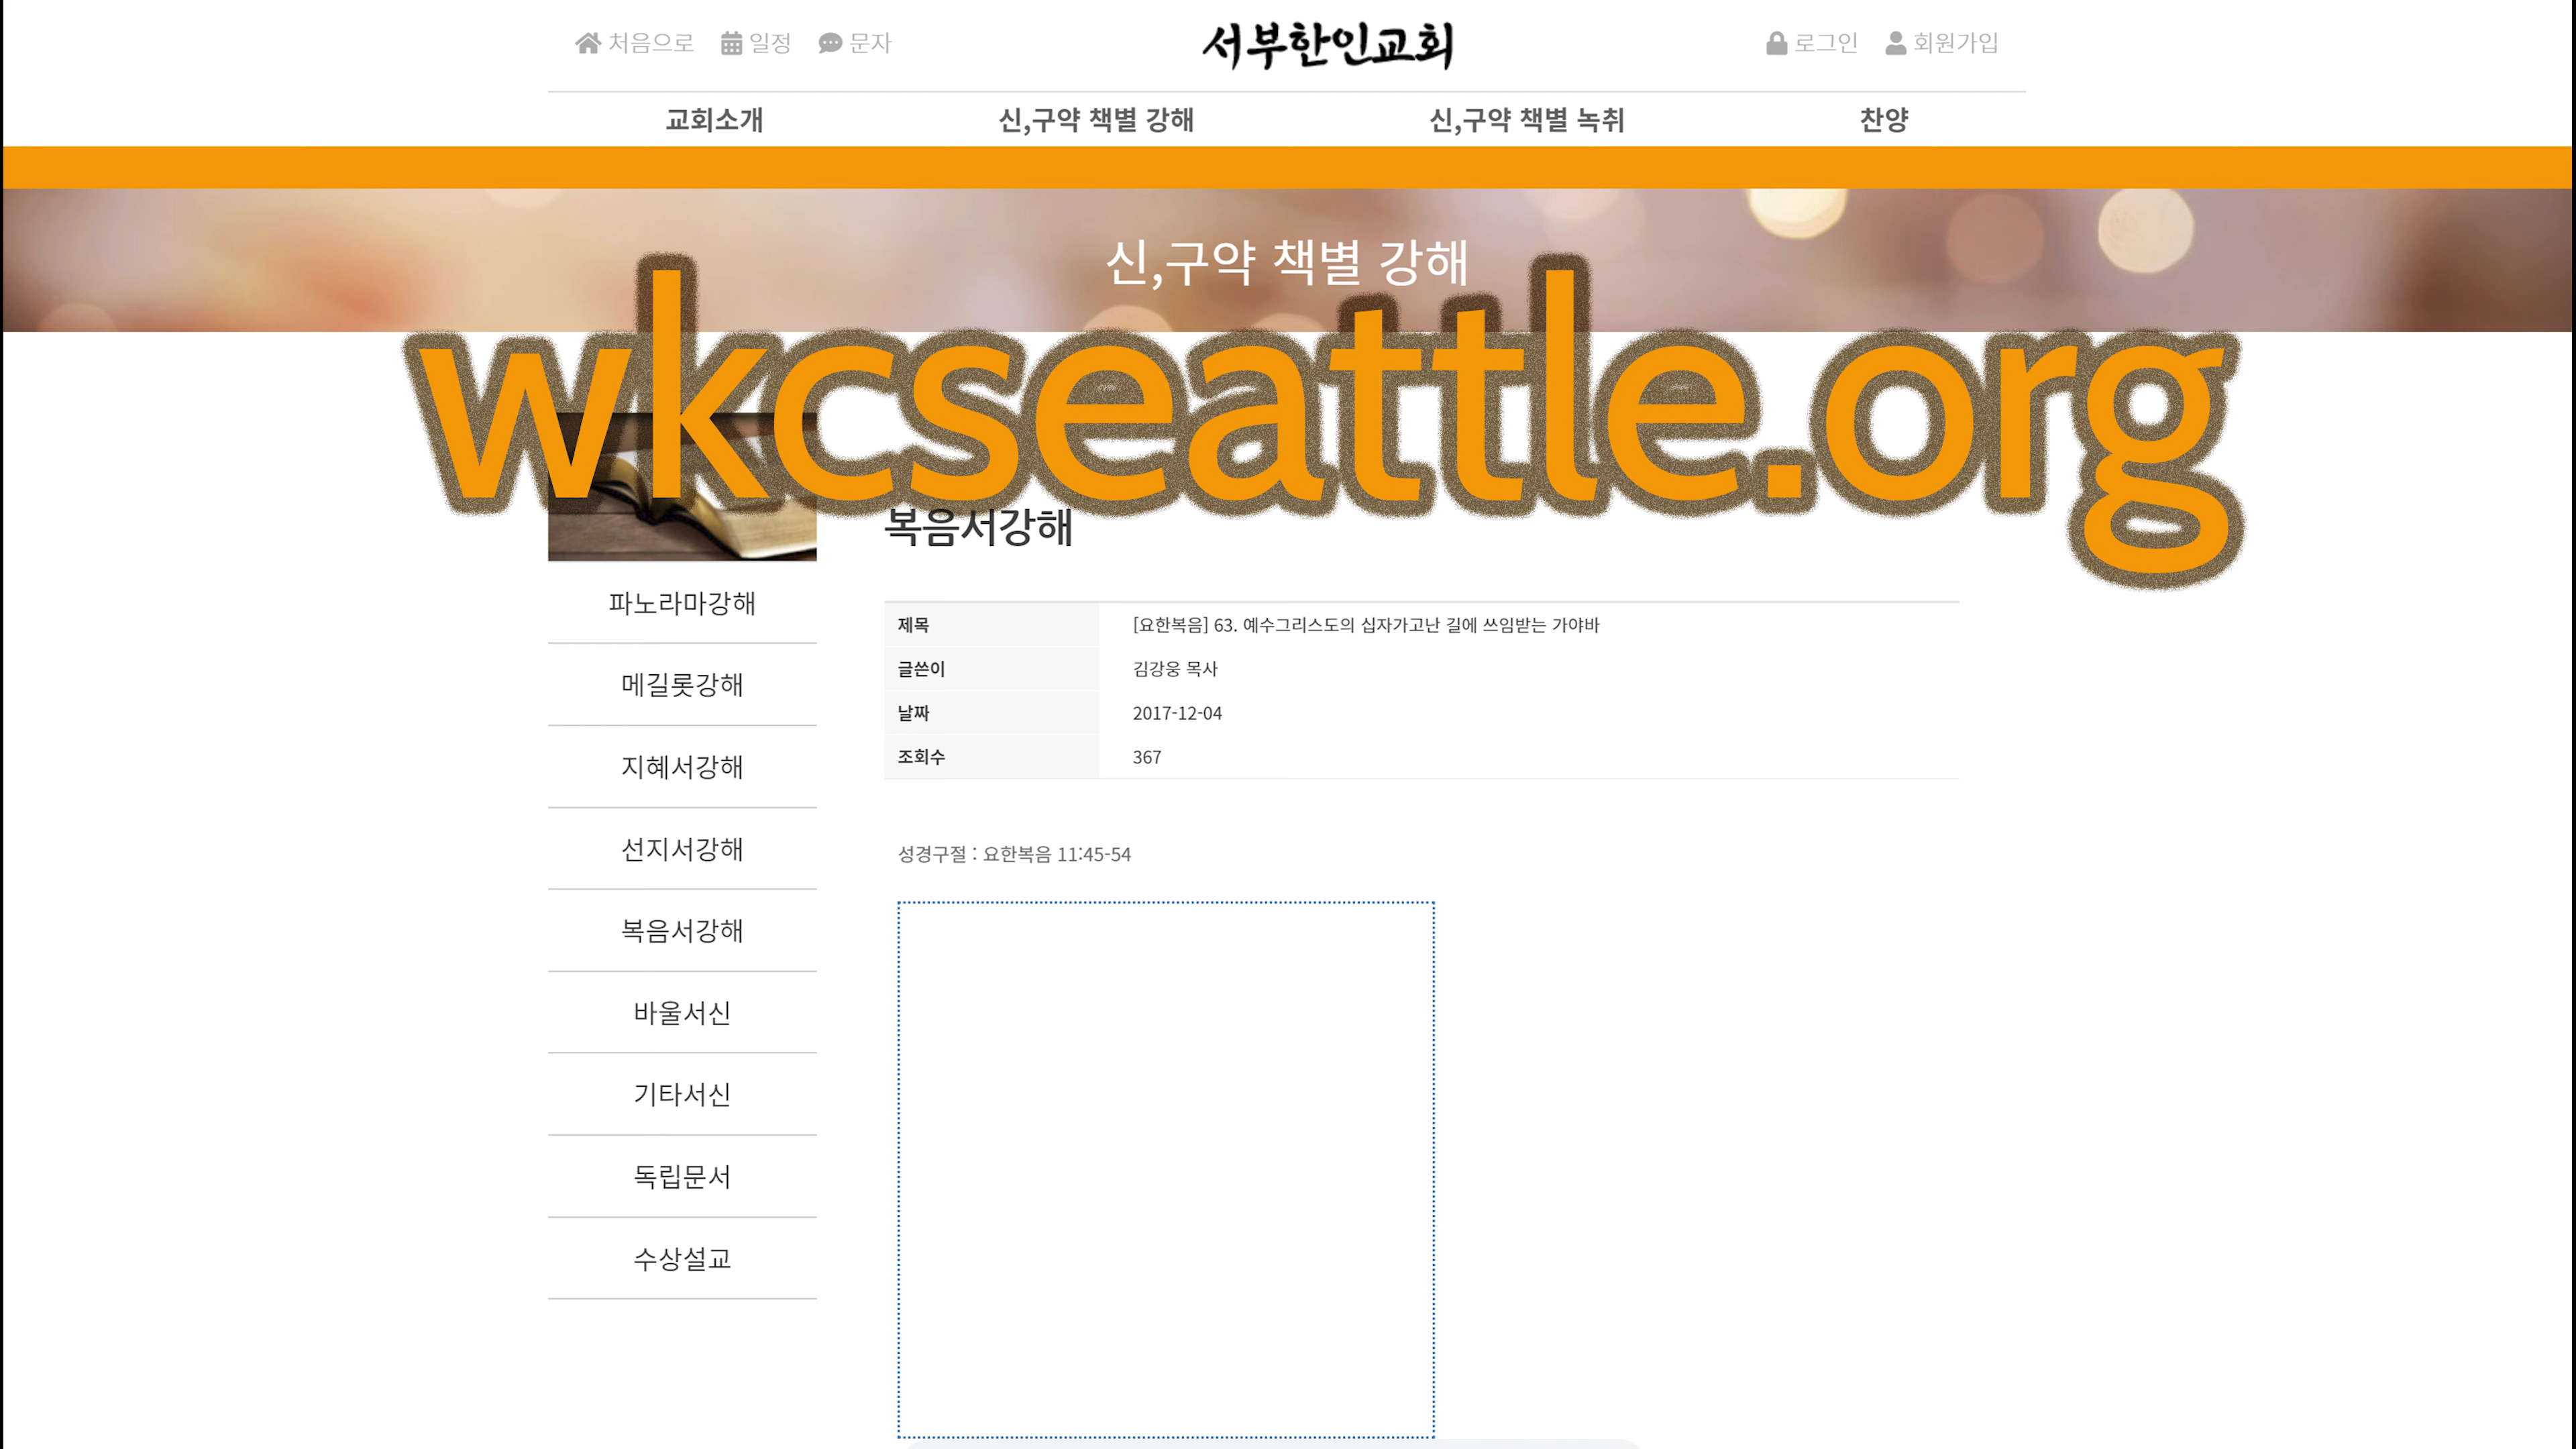 처음으로 일정 문자 서부한인교회 로그인 회원가입
교회소개 신,구약 책별 강해 신,구약 책별 녹취 찬양
신,구약 책별 강해
wkcseattle.org
복음서강해
파노라마강해
메길롯강해
지혜서강해
선지서강해
복음서강해
바울서신
기타서신
독립문서
수상설교
제목 [요한복음] 63. 예수그리스도의 십자가고난 길에 쓰임받는 가야바
글쓴이 김강웅 목사
날짜 2017-12-04
조회수 367
성경구절 : 요한복음 11:45-54